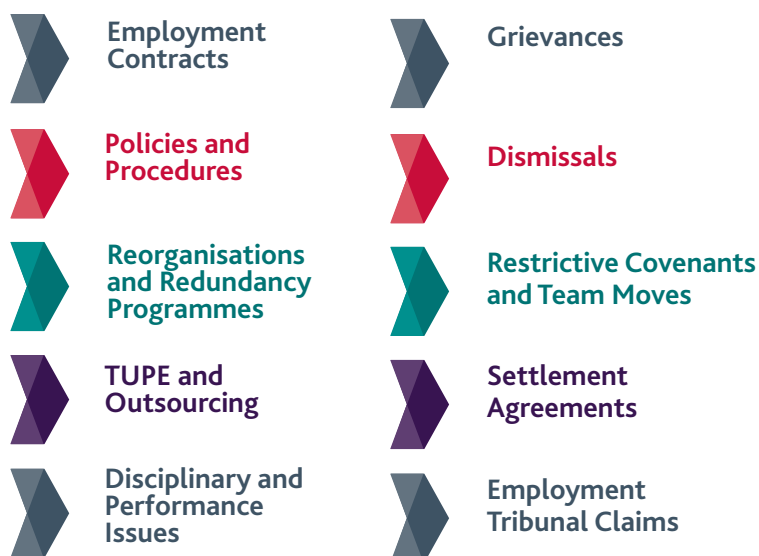 Employment
Contracts
Policies and
Procedures
Reorganisations
and Redundancy
Programmes
TUPE and
Outsourcing
Disciplinary and
Performance
Issues
Grievances
Dismissals
Restrictive Covenants
and Team Moves
Settlement
Agreements
Employment
Tribunal Claims